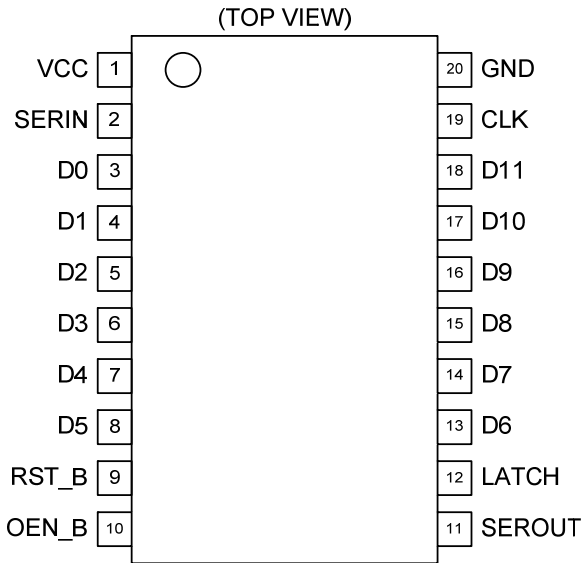 (TOP VIEW)
VCC 1 20 GND
SERIN 2 19 CLK
D0 3 18 D11
D1 4 17 D10
D2 5 16 D9
D3 6 15 D8
D4 7 14 D7
D5 8 13 D6
RST_B 9 12 LATCH
OEN_B 10 11 SEROUT